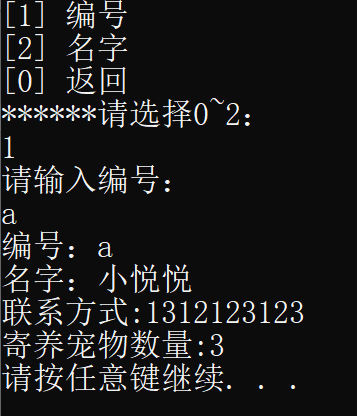 [1] 编号
[2] 名字
[0] 返回
******请选择0~2:
1
请输入编号：
a
编号：a
名字：小悦悦
联系方式:1312123123
寄养宠物数量:3
请按任意键继续. . .